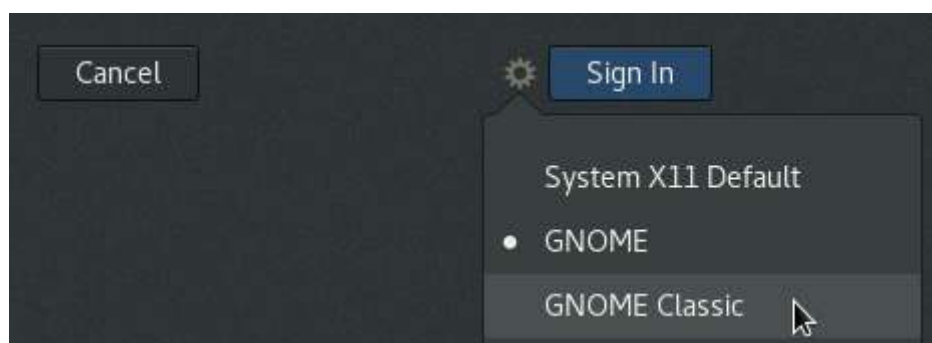 Cancel
Sign In
System X11 Default
GNOME
GNOME Classic